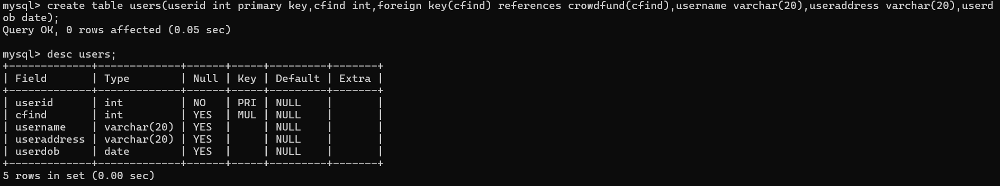 mysql> create table users(userid int primary key,cfind int,foreign key(cfind) references crowdfund(cfind),username varchar(20),useraddress varchar(20),userd
ob date);
Query OK, 0 rows affected (0.05 sec)

mysql> desc users;
+-------------+-------------+------+-----+---------+-------+
| Field       | Type        | Null | Key | Default | Extra |
+-------------+-------------+------+-----+---------+-------+
| userid      | int         | NO   | PRI | NULL    |       |
| cfind       | int         | YES  | MUL | NULL    |       |
| username    | varchar(20) | YES  |     | NULL    |       |
| useraddress | varchar(20) | YES  |     | NULL    |       |
| userdob     | date        | YES  |     | NULL    |       |
+-------------+-------------+------+-----+---------+-------+
5 rows in set (0.00 sec)